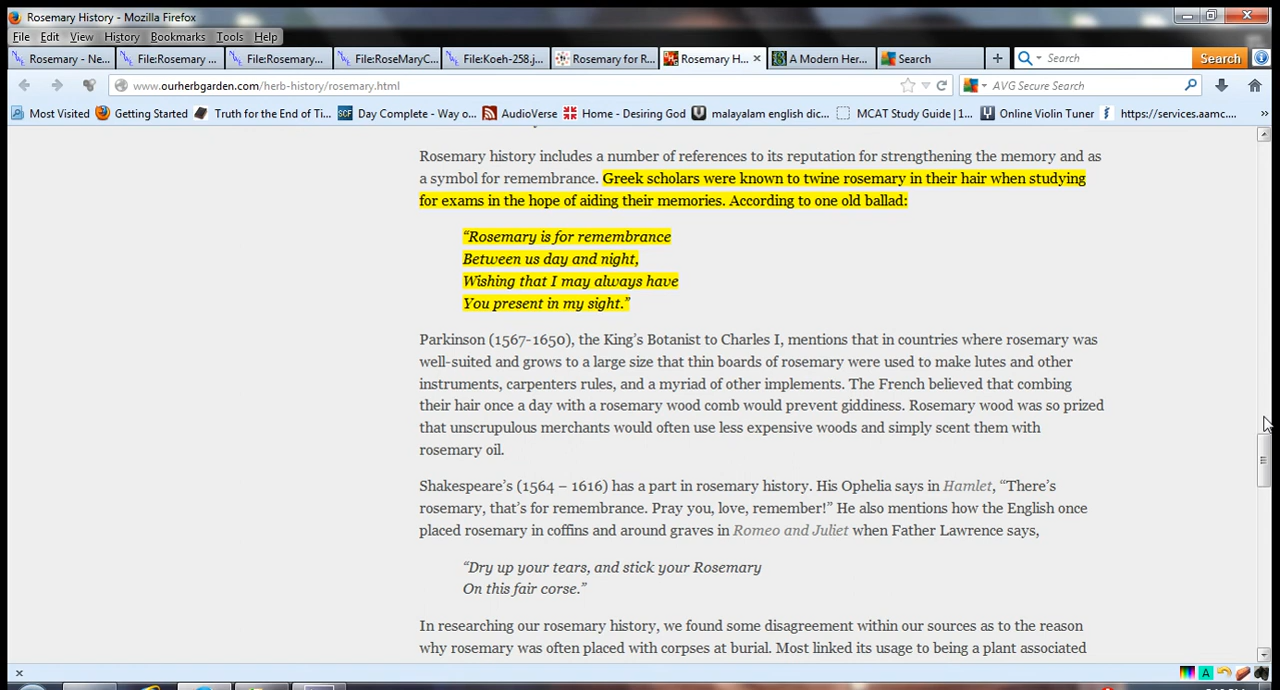 Rosemary History - Mozilla Firefox
File Edit View History Bookmarks Tools Help
Rosemary - Ne... File:Rosemary ... File:Rosemary... File:RoseMaryC... File:Koeh-258.j... Rosemary for R... Rosemary H... A Modern Her... Search Search Search
www.ourherbgarden.com/herb-history/rosemary.html AVG Secure Search
Most Visited Getting Started Truth for the End of Ti... SCF Day Complete - Way o... AudioVerse Home - Desiring God malayalam english dic... MCAT Study Guide | 1... Online Violin Tuner https://services.aamc....
Rosemary history includes a number of references to its reputation for strengthening the memory and as
a symbol for remembrance. Greek scholars were known to twine rosemary in their hair when studying
for exams in the hope of aiding their memories. According to one old ballad:
“Rosemary is for remembrance
Between us day and night,
Wishing that I may always have
You present in my sight.”
Parkinson (1567-1650), the King’s Botanist to Charles I, mentions that in countries where rosemary was
well-suited and grows to a large size that thin boards of rosemary were used to make lutes and other
instruments, carpenters rules, and a myriad of other implements. The French believed that combing
their hair once a day with a rosemary wood comb would prevent giddiness. Rosemary wood was so prized
that unscrupulous merchants would often use less expensive woods and simply scent them with
rosemary oil.
Shakespeare’s (1564 – 1616) has a part in rosemary history. His Ophelia says in Hamlet, “There’s
rosemary, that’s for remembrance. Pray you, love, remember!” He also mentions how the English once
placed rosemary in coffins and around graves in Romeo and Juliet when Father Lawrence says,
“Dry up your tears, and stick your Rosemary
On this fair corse.”
In researching our rosemary history, we found some disagreement within our sources as to the reason
why rosemary was often placed with corpses at burial. Most linked its usage to being a plant associated